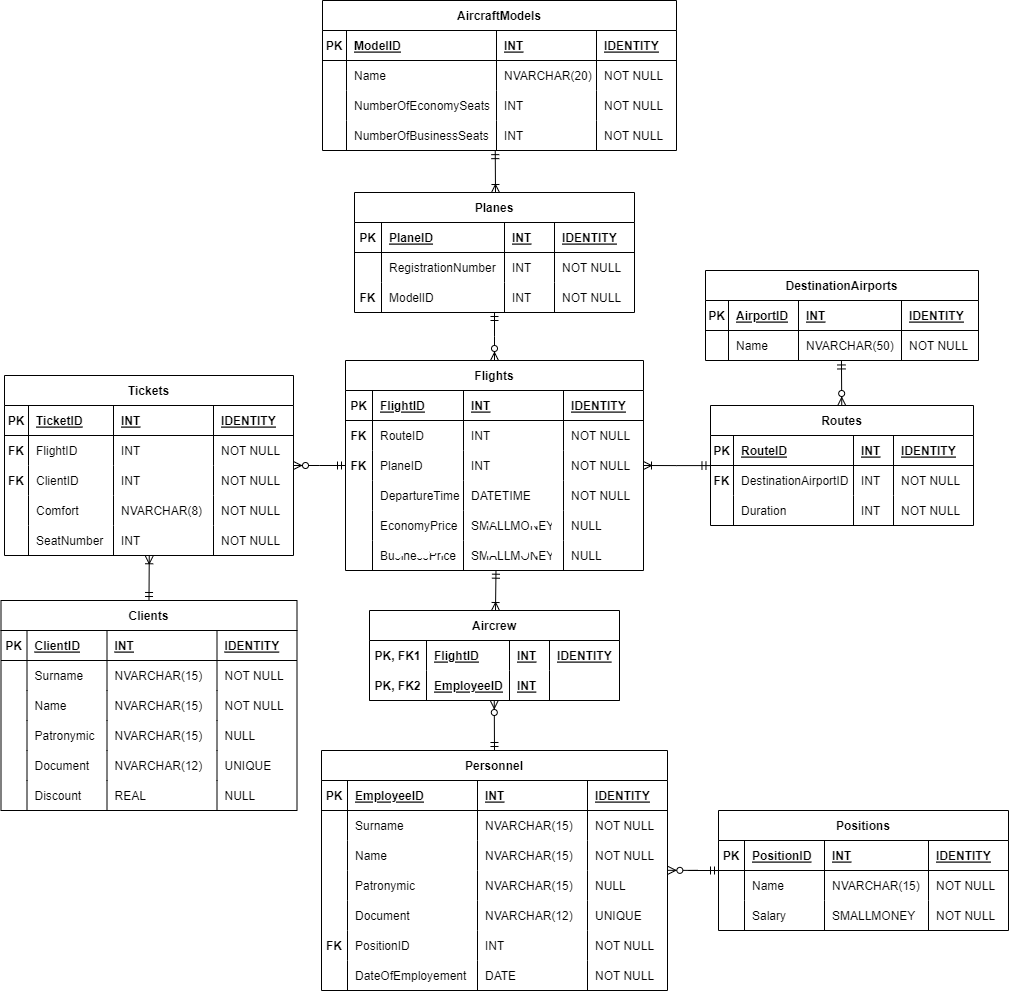 AircraftModels
PK ModelID INT IDENTITY
Name NVARCHAR(20) NOT NULL
NumberOfEconomySeats INT NOT NULL
NumberOfBusinessSeats INT NOT NULL
Planes
PK PlaneID INT IDENTITY
RegistrationNumber INT NOT NULL
FK ModelID INT NOT NULL
DestinationAirports
PK AirportID INT IDENTITY
Name NVARCHAR(50) NOT NULL
Flights
PK FlightID INT IDENTITY
FK RouteID INT NOT NULL
FK PlaneID INT NOT NULL
DepartureTime DATETIME NOT NULL
EconomyPrice SMALLMONEY NULL
BusinessPrice SMALLMONEY NULL
Tickets
PK TicketID INT IDENTITY
FK FlightID INT NOT NULL
FK ClientID INT NOT NULL
Comfort NVARCHAR(8) NOT NULL
SeatNumber INT NOT NULL
Routes
PK RouteID INT IDENTITY
FK DestinationAirportID INT NOT NULL
Duration INT NOT NULL
Clients
PK ClientID INT IDENTITY
Surname NVARCHAR(15) NOT NULL
Name NVARCHAR(15) NOT NULL
Patronymic NVARCHAR(15) NULL
Document NVARCHAR(12) UNIQUE
Discount REAL NULL
Aircrew
PK, FK1 FlightID INT IDENTITY
PK, FK2 EmployeeID INT
Personnel
PK EmployeeID INT IDENTITY
Surname NVARCHAR(15) NOT NULL
Name NVARCHAR(15) NOT NULL
Patronymic NVARCHAR(15) NULL
Document NVARCHAR(12) UNIQUE
FK PositionID INT NOT NULL
DateOfEmployement DATE NOT NULL
Positions
PK PositionID INT IDENTITY
Name NVARCHAR(15) NOT NULL
Salary SMALLMONEY NOT NULL